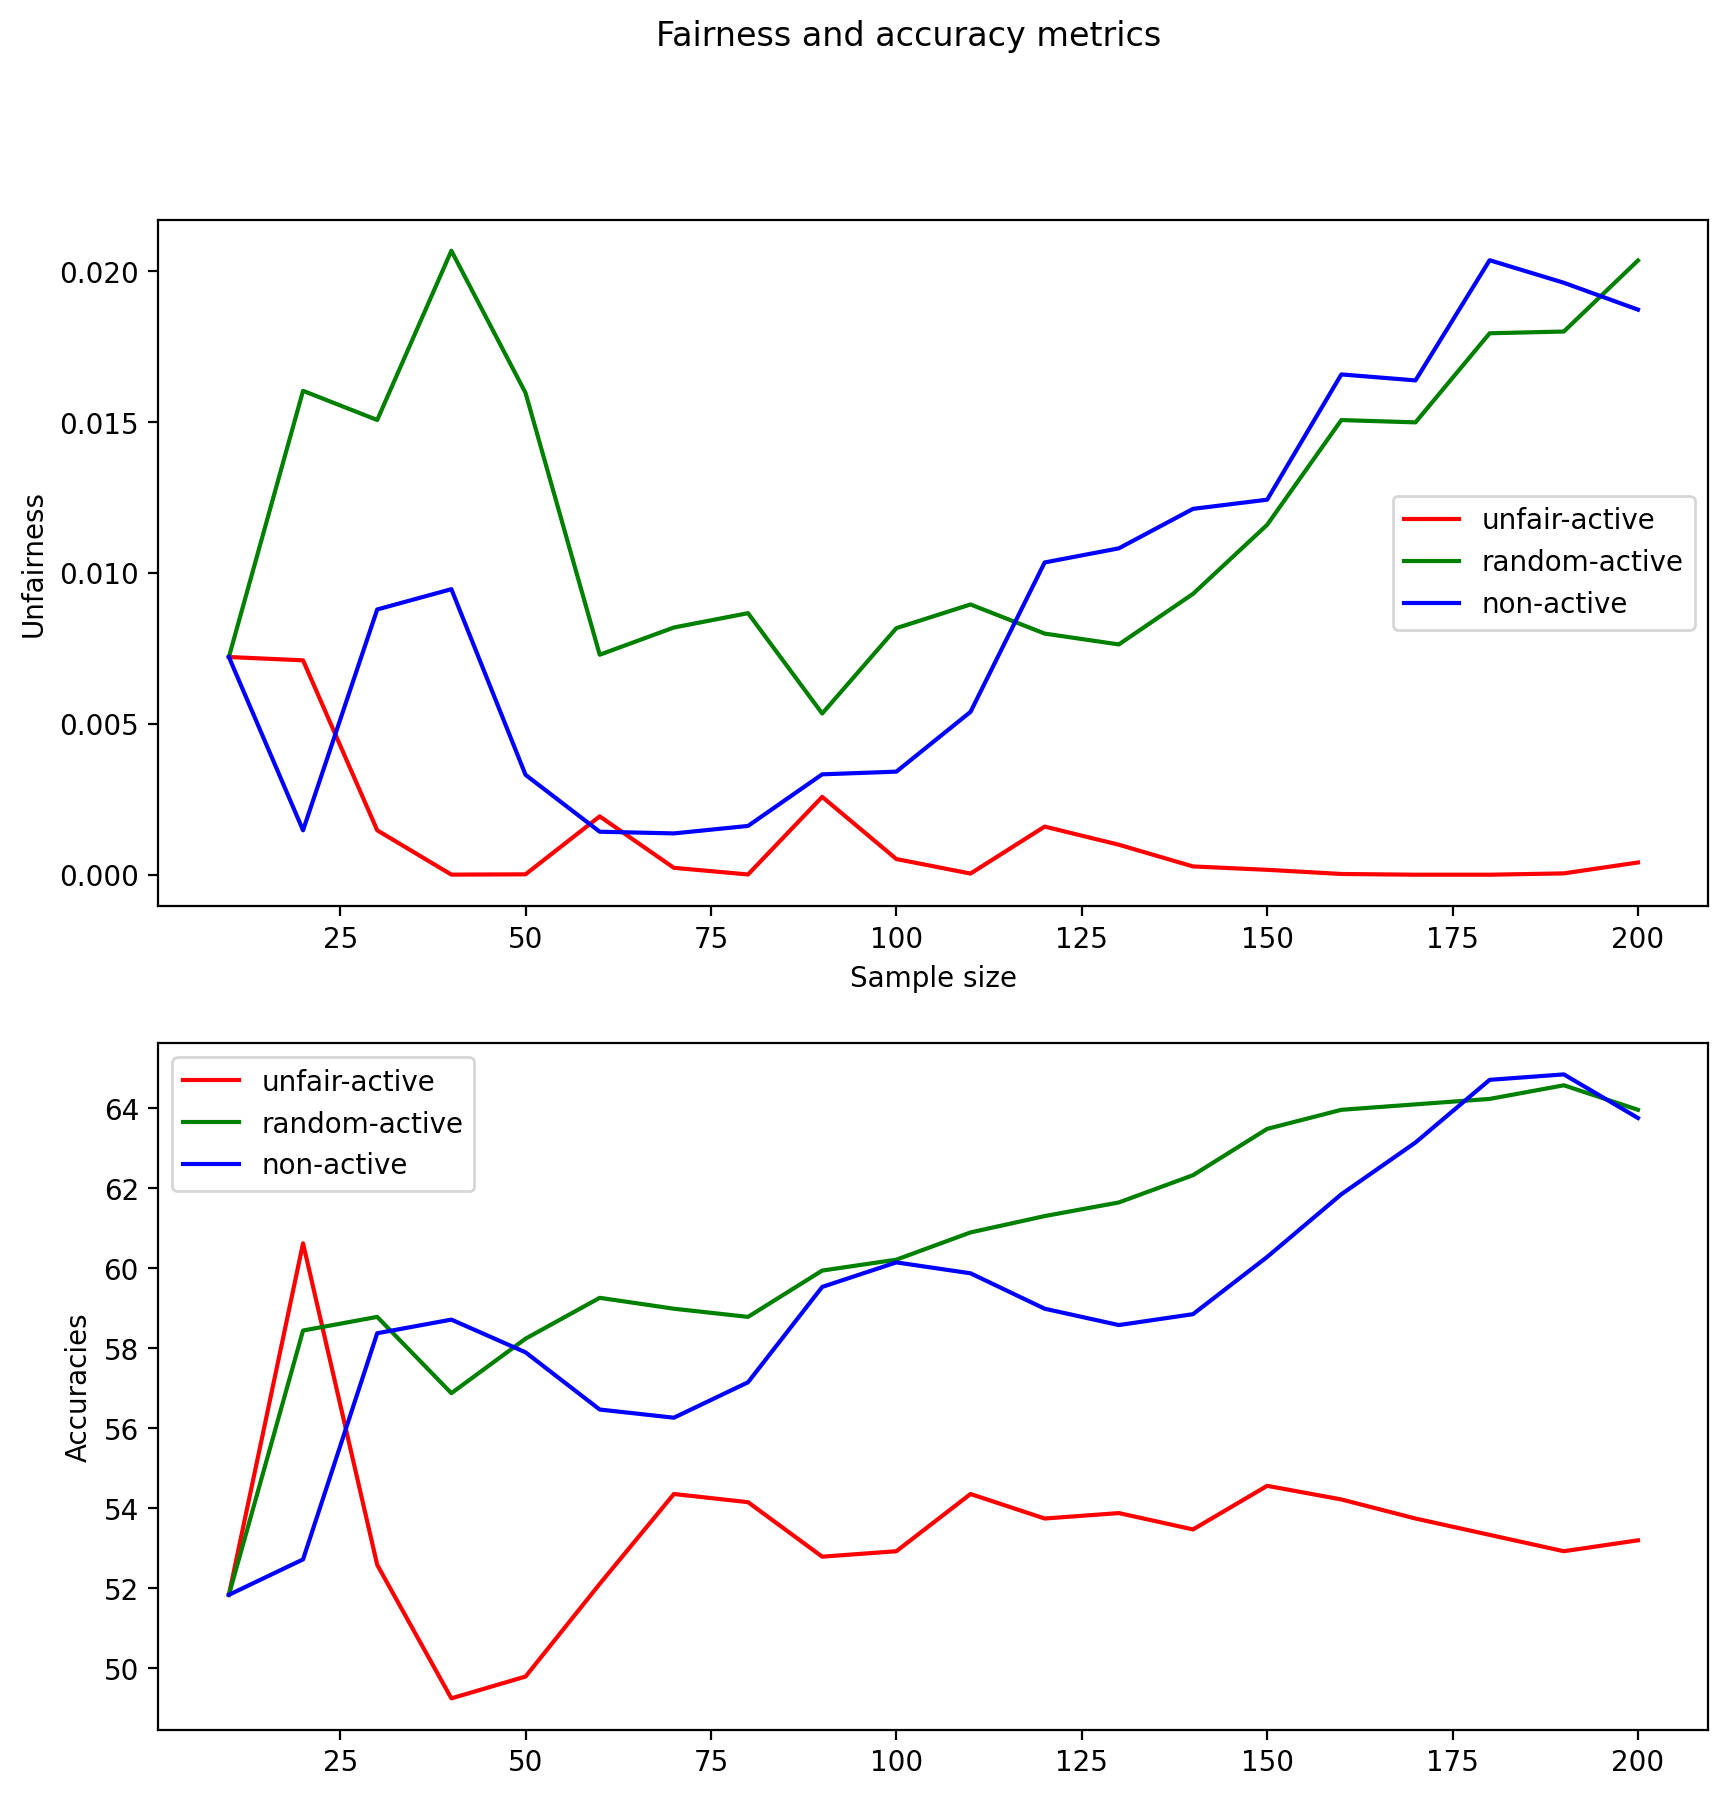 Fairness and accuracy metrics
0.020
0.015
0.010
0.005
0.000
Unfairness
unfair-active
random-active
non-active
25 50 75 100 125 150 175 200
Sample size
unfair-active
random-active
non-active
64
62
60
58
56
54
52
50
Accuracies
25 50 75 100 125 150 175 200